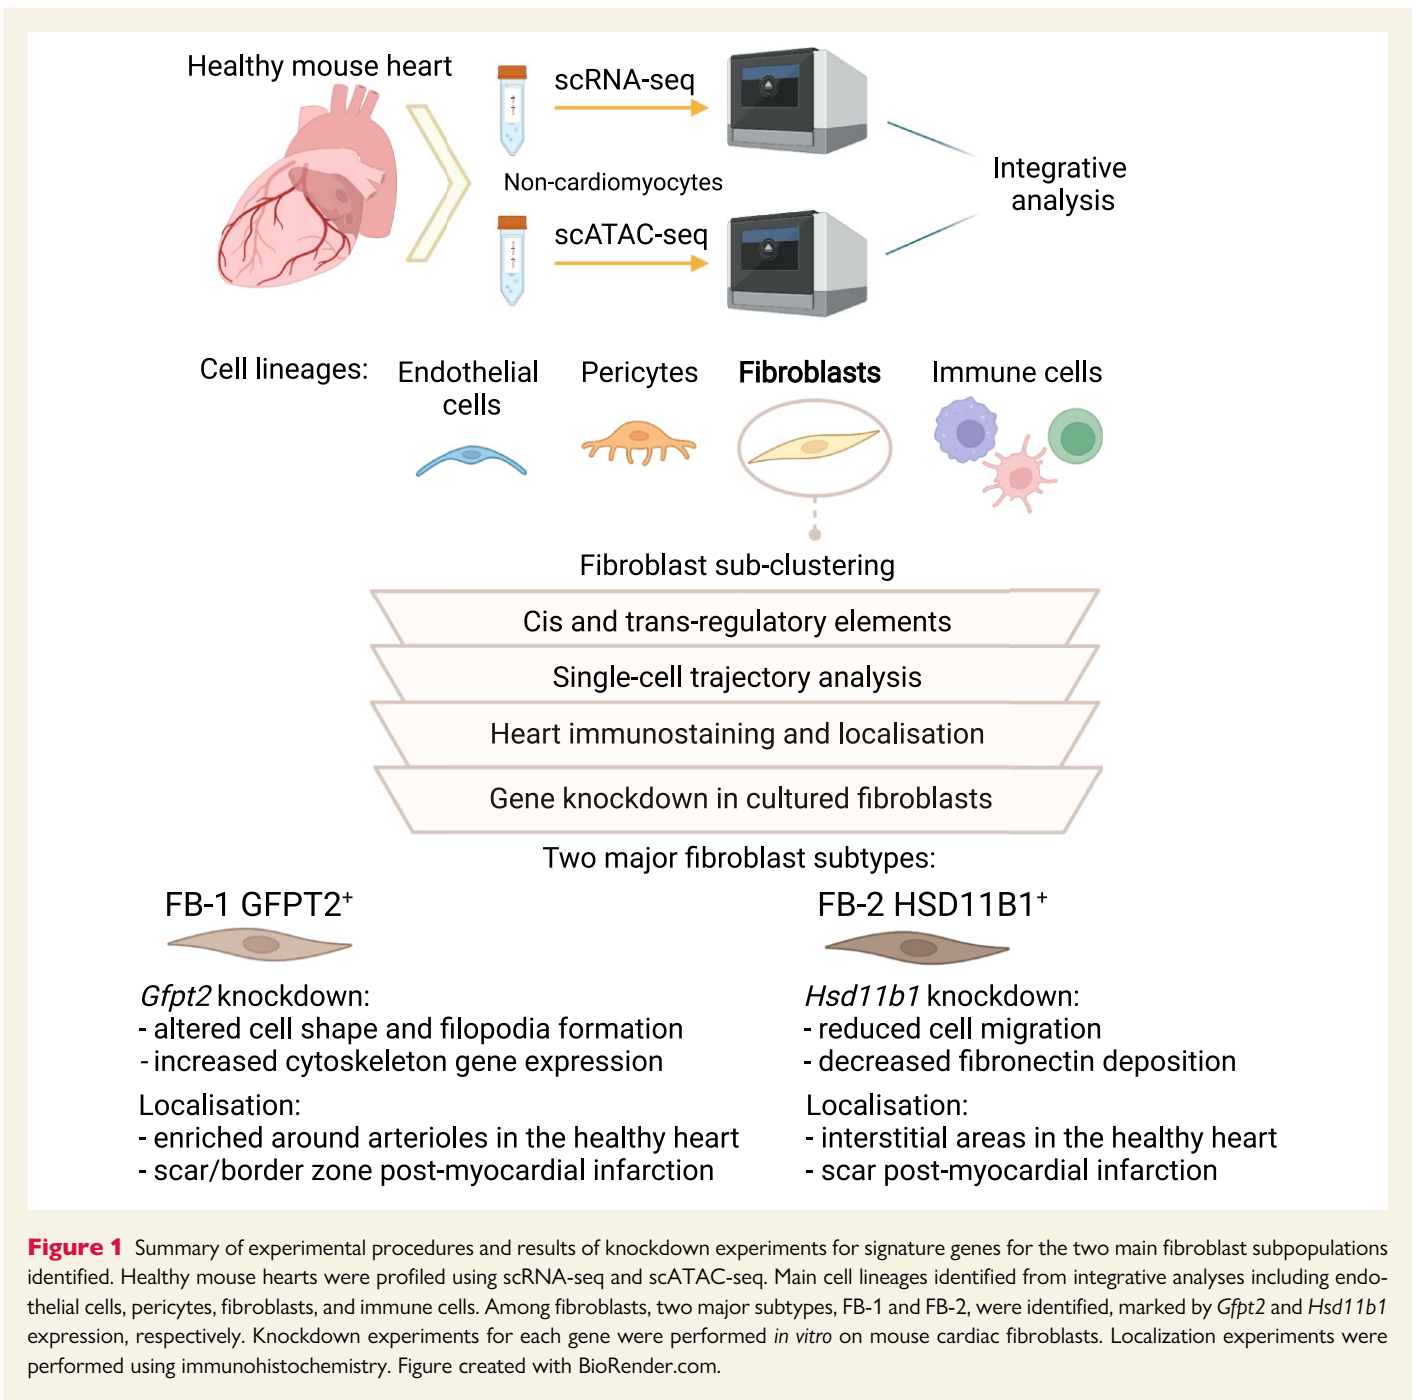 Healthy mouse heart
scRNA-seq
Non-cardiomyocytes
scATAC-seq
Integrative
analysis
Cell lineages:
Endothelial
cells
Pericytes
Fibroblasts
Immune cells
Fibroblast sub-clustering
Cis and trans-regulatory elements
Single-cell trajectory analysis
Heart immunostaining and localisation
Gene knockdown in cultured fibroblasts
Two major fibroblast subtypes:
FB-1 GFPT2⁺
Gfpt2 knockdown:
- altered cell shape and filopodia formation
- increased cytoskeleton gene expression
Localisation:
- enriched around arterioles in the healthy heart
- scar/border zone post-myocardial infarction
FB-2 HSD11B1⁺
Hsd11b1 knockdown:
- reduced cell migration
- decreased fibronectin deposition
Localisation:
- interstitial areas in the healthy heart
- scar post-myocardial infarction
Figure 1 Summary of experimental procedures and results of knockdown experiments for signature genes for the two main fibroblast subpopulations
identified. Healthy mouse hearts were profiled using scRNA-seq and scATAC-seq. Main cell lineages identified from integrative analyses including endo-
thelial cells, pericytes, fibroblasts, and immune cells. Among fibroblasts, two major subtypes, FB-1 and FB-2, were identified, marked by Gfpt2 and Hsd11b1
expression, respectively. Knockdown experiments for each gene were performed in vitro on mouse cardiac fibroblasts. Localization experiments were
performed using immunohistochemistry. Figure created with BioRender.com.